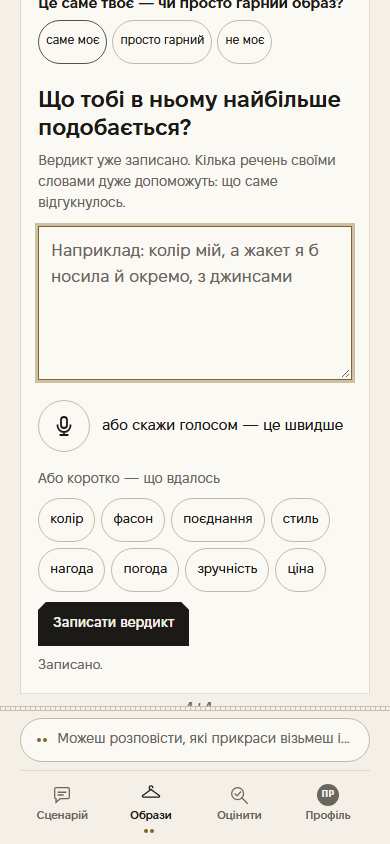 Це саме твоє — чи просто гарний образ?
саме моє
просто гарний
не моє
Що тобі в ньому найбільше
подобається?
Вердикт уже записано. Кілька речень своїми
словами дуже допоможуть: що саме
відгукнулось.
Наприклад: колір мій, а жакет я б
носила й окремо, з джинсами
або скажи голосом — це швидше
Або коротко — що вдалось
колір
фасон
поєднання
стиль
нагода
погода
зручність
ціна
Записати вердикт
Записано.
Можеш розповісти, які прикраси візьмеш і…
ПР
Сценарій
Образи
Оцінити
Профіль